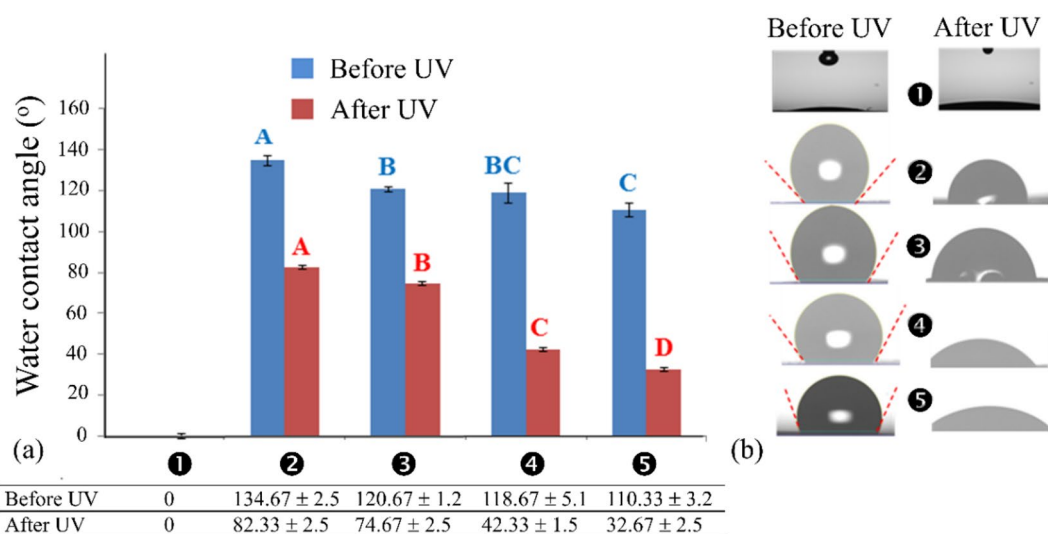 Before UV
After UV
Water contact angle (°)
160
140
120
100
80
60
40
20
0
A
A
B
B
BC
C
C
D
(a)
❶ ❷ ❸ ❹ ❺
Before UV 0 134.67 ± 2.5 120.67 ± 1.2 118.67 ± 5.1 110.33 ± 3.2
After UV 0 82.33 ± 2.5 74.67 ± 2.5 42.33 ± 1.5 32.67 ± 2.5
Before UV After UV
❶
❷
❸
❹
❺
(b)